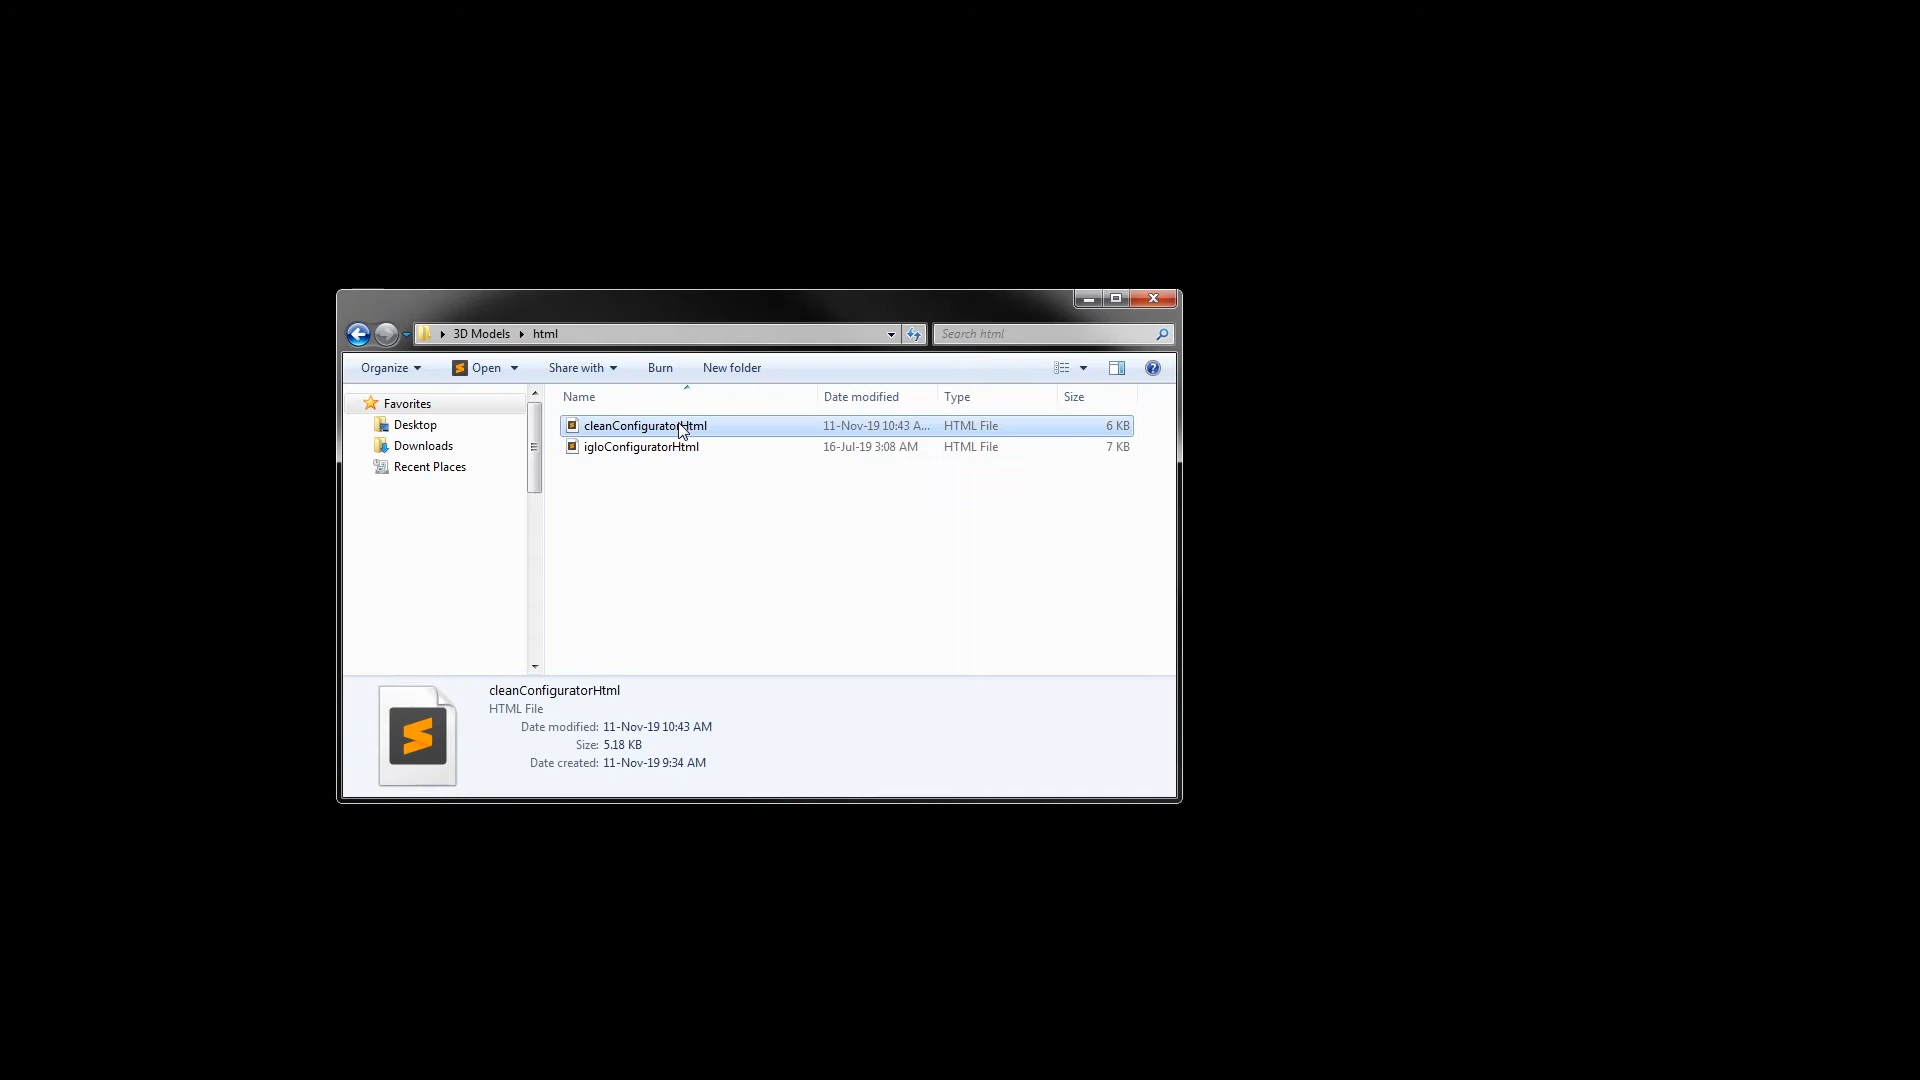 3D Models html
Search html
Organize Open Share with Burn New folder
Name Date modified Type Size
Favorites
Desktop
Downloads
Recent Places
cleanConfiguratorHtml 11-Nov-19 10:43 A... HTML File 6 KB
igloConfiguratorHtml 16-Jul-19 3:08 AM HTML File 7 KB
cleanConfiguratorHtml
HTML File
Date modified: 11-Nov-19 10:43 AM
Size: 5.18 KB
Date created: 11-Nov-19 9:34 AM